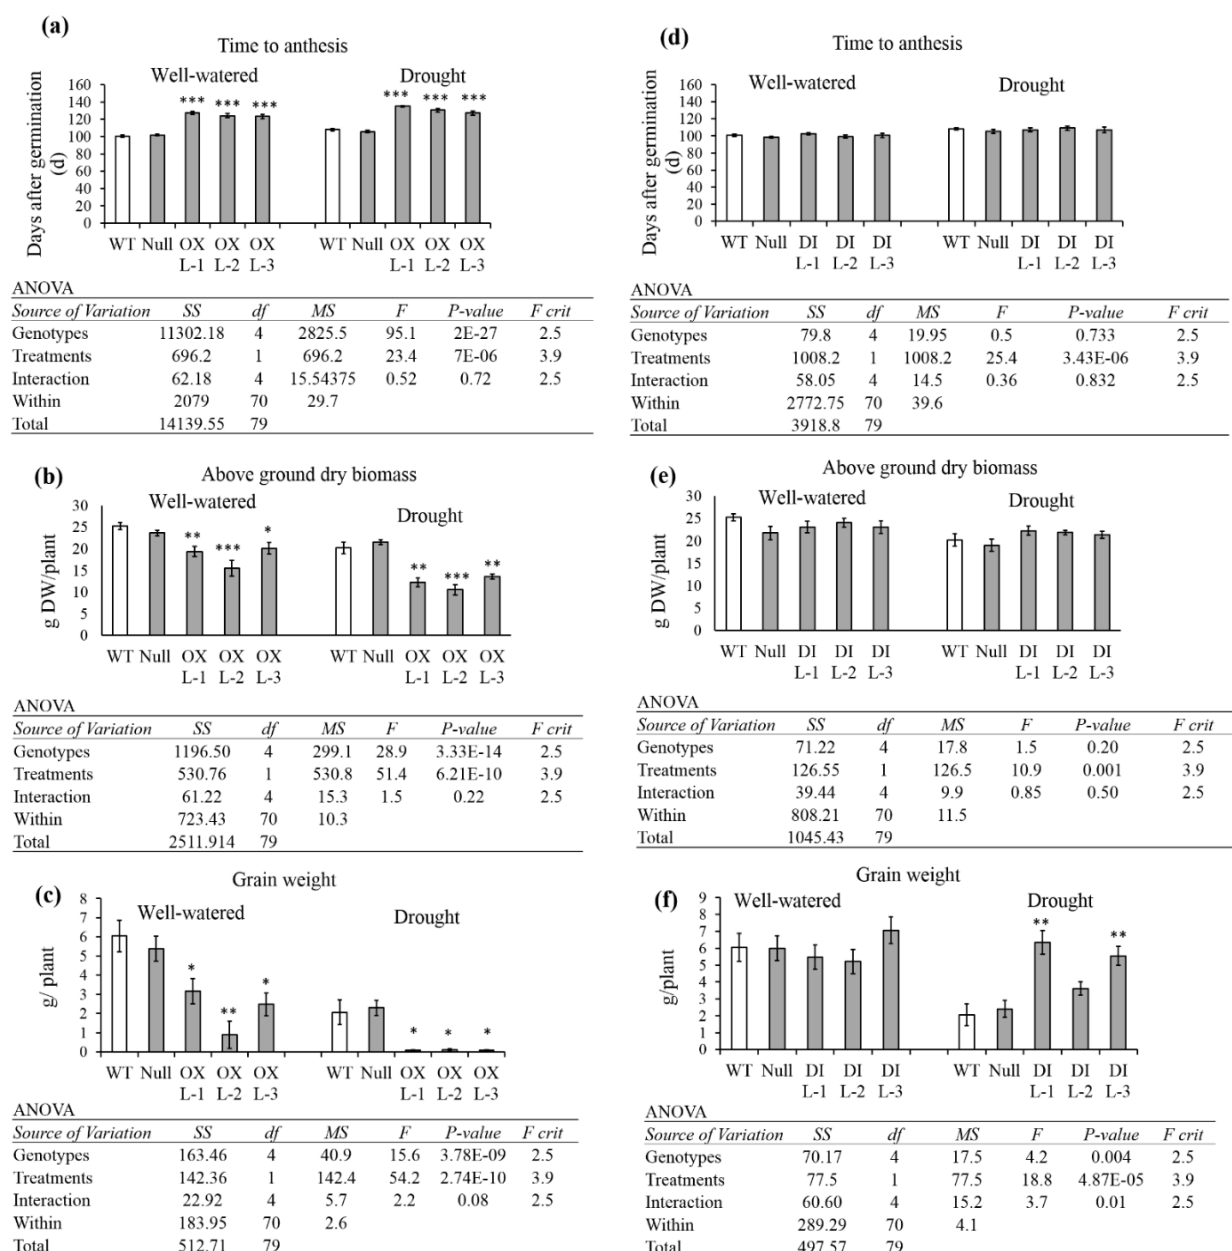 (a)
Time to anthesis
Well-watered Drought
Days after germination (d)
160
140
120
100
80
60
40
20
0
*** *** *** *** *** ***
WT Null OX L-1 OX L-2 OX L-3 WT Null OX L-1 OX L-2 OX L-3
ANOVA
Source of Variation SS df MS F P-value F crit
Genotypes 11302.18 4 2825.5 95.1 2E-27 2.5
Treatments 696.2 1 696.2 23.4 7E-06 3.9
Interaction 62.18 4 15.54375 0.52 0.72 2.5
Within 2079 70 29.7
Total 14139.55 79
(b)
Above ground dry biomass
Well-watered Drought
g DW/plant
30
25
20
15
10
5
0
** *** * ** *** **
WT Null OX L-1 OX L-2 OX L-3 WT Null OX L-1 OX L-2 OX L-3
ANOVA
Source of Variation SS df MS F P-value F crit
Genotypes 1196.50 4 299.1 28.9 3.33E-14 2.5
Treatments 530.76 1 530.8 51.4 6.21E-10 3.9
Interaction 61.22 4 15.3 1.5 0.22 2.5
Within 723.43 70 10.3
Total 2511.914 79
(c)
Grain weight
Well-watered Drought
g/ plant
8
7
6
5
4
3
2
1
0
* ** * * * *
WT Null OX L-1 OX L-2 OX L-3 WT Null OX L-1 OX L-2 OX L-3
ANOVA
Source of Variation SS df MS F P-value F crit
Genotypes 163.46 4 40.9 15.6 3.78E-09 2.5
Treatments 142.36 1 142.4 54.2 2.74E-10 3.9
Interaction 22.92 4 5.7 2.2 0.08 2.5
Within 183.95 70 2.6
Total 512.71 79
(d)
Time to anthesis
Well-watered Drought
Days after germination (d)
160
140
120
100
80
60
40
20
0
WT Null DI L-1 DI L-2 DI L-3 WT Null DI L-1 DI L-2 DI L-3
ANOVA
Source of Variation SS df MS F P-value F crit
Genotypes 79.8 4 19.95 0.5 0.733 2.5
Treatments 1008.2 1 1008.2 25.4 3.43E-06 3.9
Interaction 58.05 4 14.5 0.36 0.832 2.5
Within 2772.75 70 39.6
Total 3918.8 79
(e)
Above ground dry biomass
Well-watered Drought
g DW/plant
30
25
20
15
10
5
0
WT Null DI L-1 DI L-2 DI L-3 WT Null DI L-1 DI L-2 DI L-3
ANOVA
Source of Variation SS df MS F P-value F crit
Genotypes 71.22 4 17.8 1.5 0.20 2.5
Treatments 126.55 1 126.5 10.9 0.001 3.9
Interaction 39.44 4 9.9 0.85 0.50 2.5
Within 808.21 70 11.5
Total 1045.43 79
(f)
Grain weight
Well-watered Drought
g/plant
9
8
7
6
5
4
3
2
1
0
** **
WT Null DI L-1 DI L-2 DI L-3 WT Null DI L-1 DI L-2 DI L-3
ANOVA
Source of Variation SS df MS F P-value F crit
Genotypes 70.17 4 17.5 4.2 0.004 2.5
Treatments 77.5 1 77.5 18.8 4.87E-05 3.9
Interaction 60.60 4 15.2 3.7 0.01 2.5
Within 289.29 70 4.1
Total 497.57 79